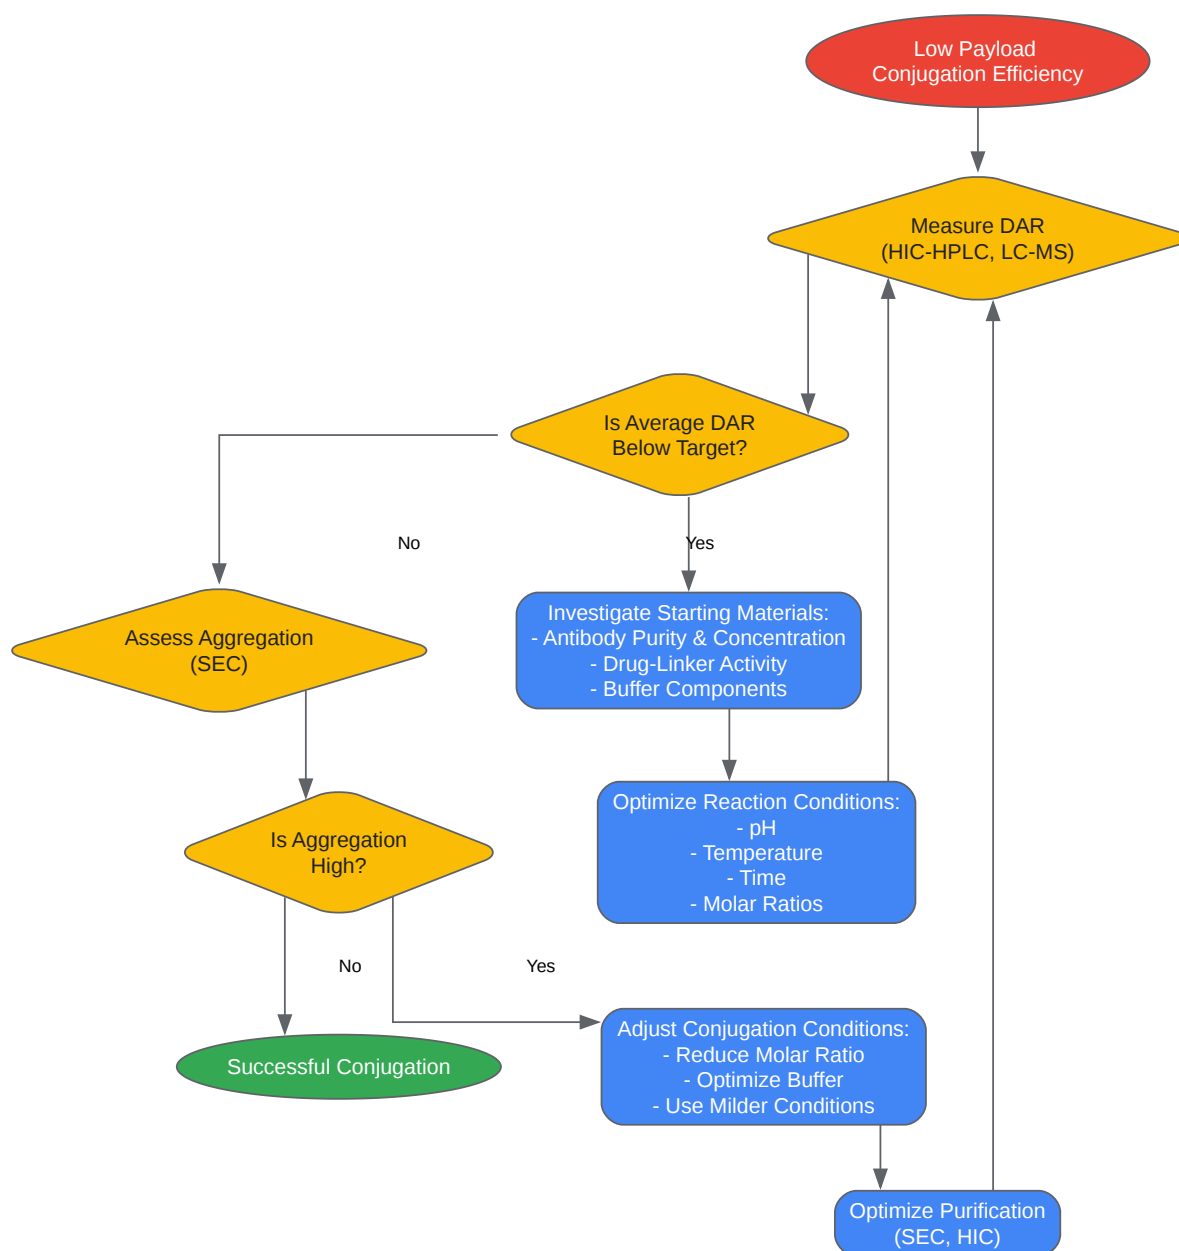 Low Payload
Conjugation Efficiency
Measure DAR
(HIC-HPLC, LC-MS)
Is Average DAR
Below Target?
No
Yes
Assess Aggregation
(SEC)
Investigate Starting Materials:
- Antibody Purity & Concentration
- Drug-Linker Activity
- Buffer Components
Optimize Reaction Conditions:
- pH
- Temperature
- Time
- Molar Ratios
Is Aggregation
High?
No
Yes
Successful Conjugation
Adjust Conjugation Conditions:
- Reduce Molar Ratio
- Optimize Buffer
- Use Milder Conditions
Optimize Purification
(SEC, HIC)